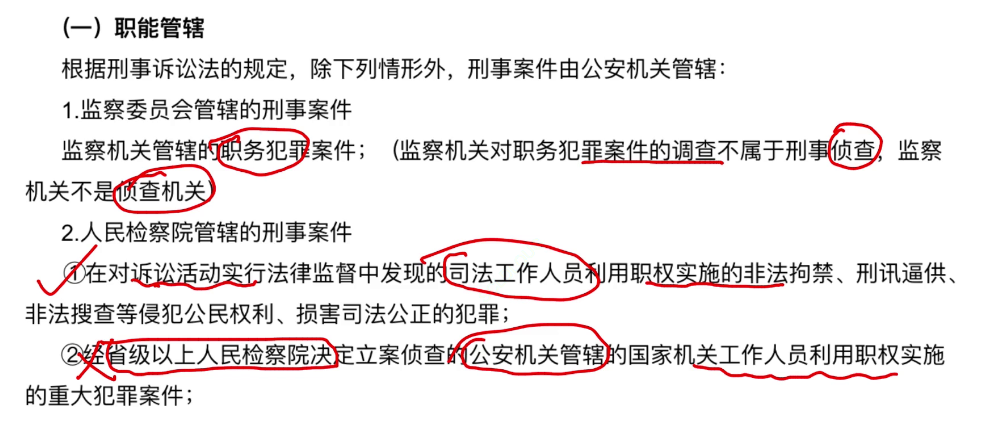 （一）职能管辖
根据刑事诉讼法的规定，除下列情形外，刑事案件由公安机关管辖：
1.监察委员会管辖的刑事案件
监察机关管辖的职务犯罪案件；（监察机关对职务犯罪案件的调查不属于刑事侦查，监察
机关不是侦查机关）
2.人民检察院管辖的刑事案件
①在对诉讼活动实行法律监督中发现的司法工作人员利用职权实施的非法拘禁、刑讯逼供、
非法搜查等侵犯公民权利、损害司法公正的犯罪；
②经省级以上人民检察院决定立案侦查的公安机关管辖的国家机关工作人员利用职权实施
的重大犯罪案件；